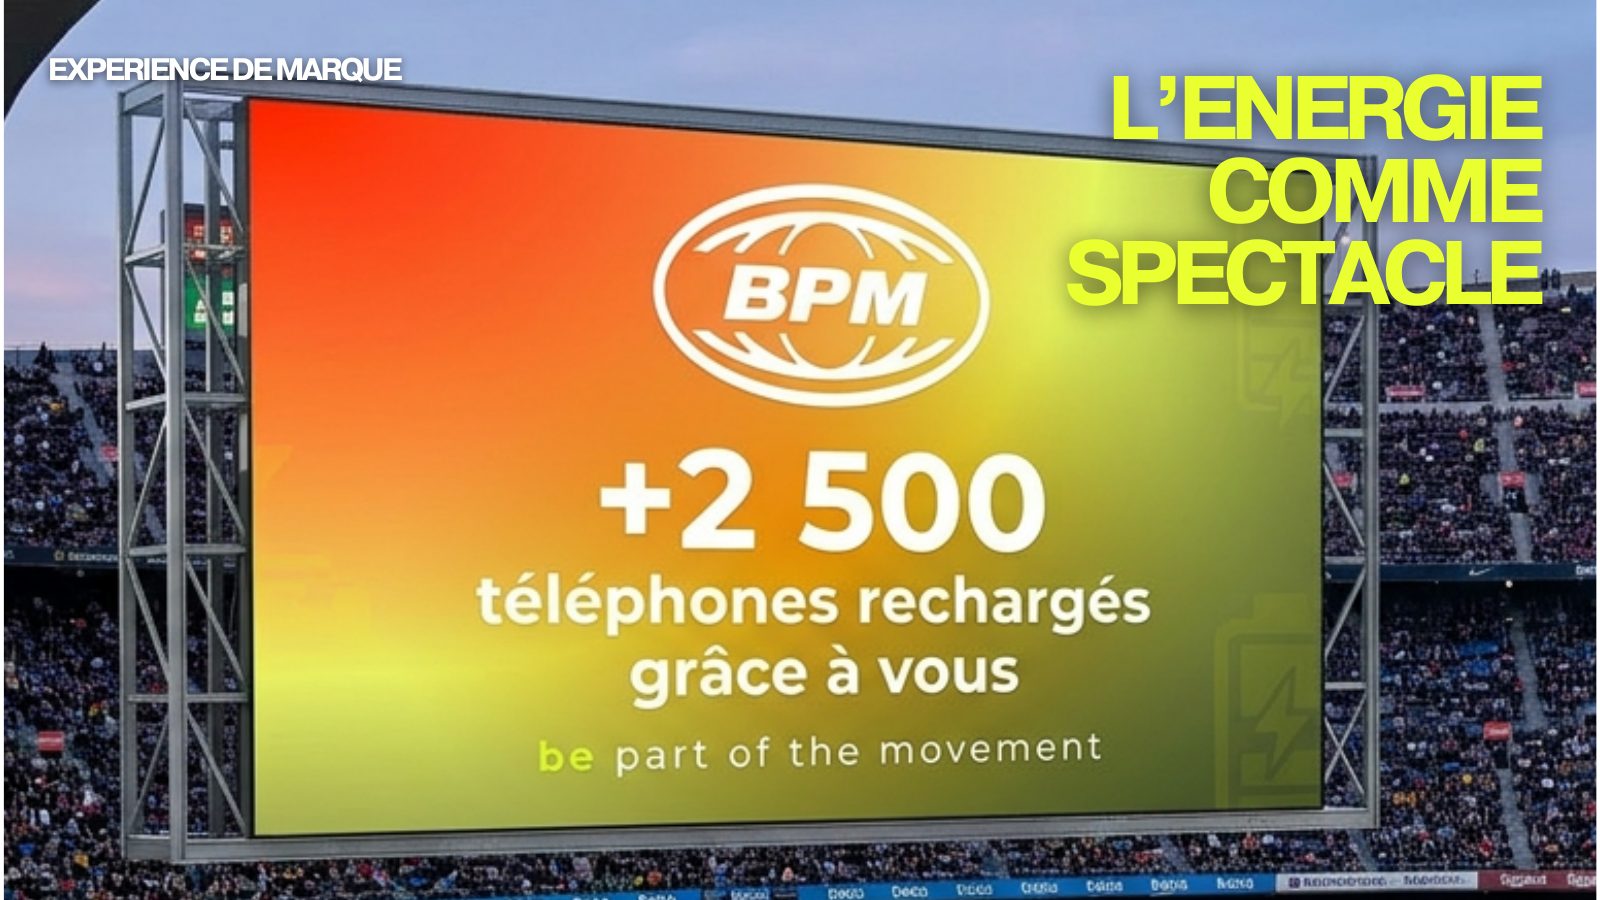 EXPERIENCE DE MARQUE
L’ENERGIE
COMME
SPECTACLE
BPM
+2 500
téléphones rechargés
grâce à vous
be part of the movement